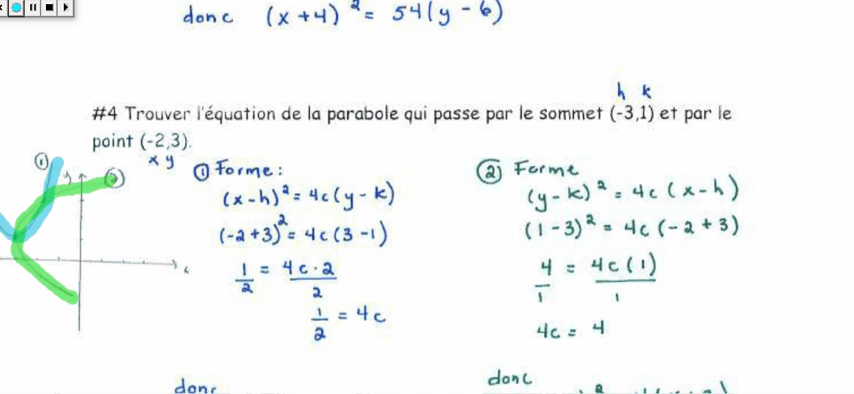 donc (x+4)² = 54(y-6)
h k
#4 Trouver l'équation de la parabole qui passe par le sommet (-3,1) et par le
point (-2,3).
x y
① ②
y
① Forme:
(x-h)² = 4c(y-k)
(-2+3)² = 4c(3-1)
1/2 = 4c·2/2
1/2 = 4c
donc
② Forme
(y-k)² = 4c(x-h)
(1-3)² = 4c(-2+3)
4/1 = 4c(1)/1
4c = 4
donc